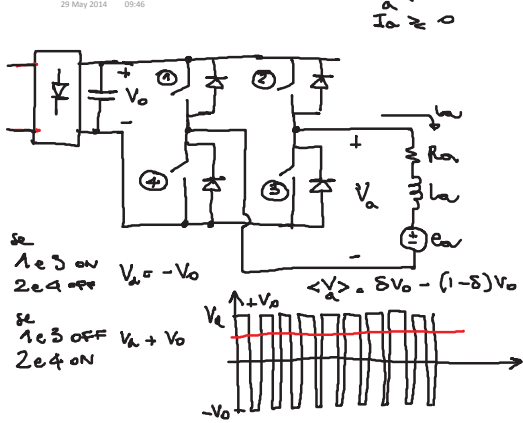 29 May 2014 09:46
a
Ia ≥ 0
+
V0
-
1
2
4
3
ia
+
Va
-
Ra
La
ea
se
1 e 3 ON
2 e 4 OFF
Va = -V0
se
1 e 3 OFF
2 e 4 ON
Va + V0
<Va> = δV0 - (1-δ)V0
Va
+V0
-V0